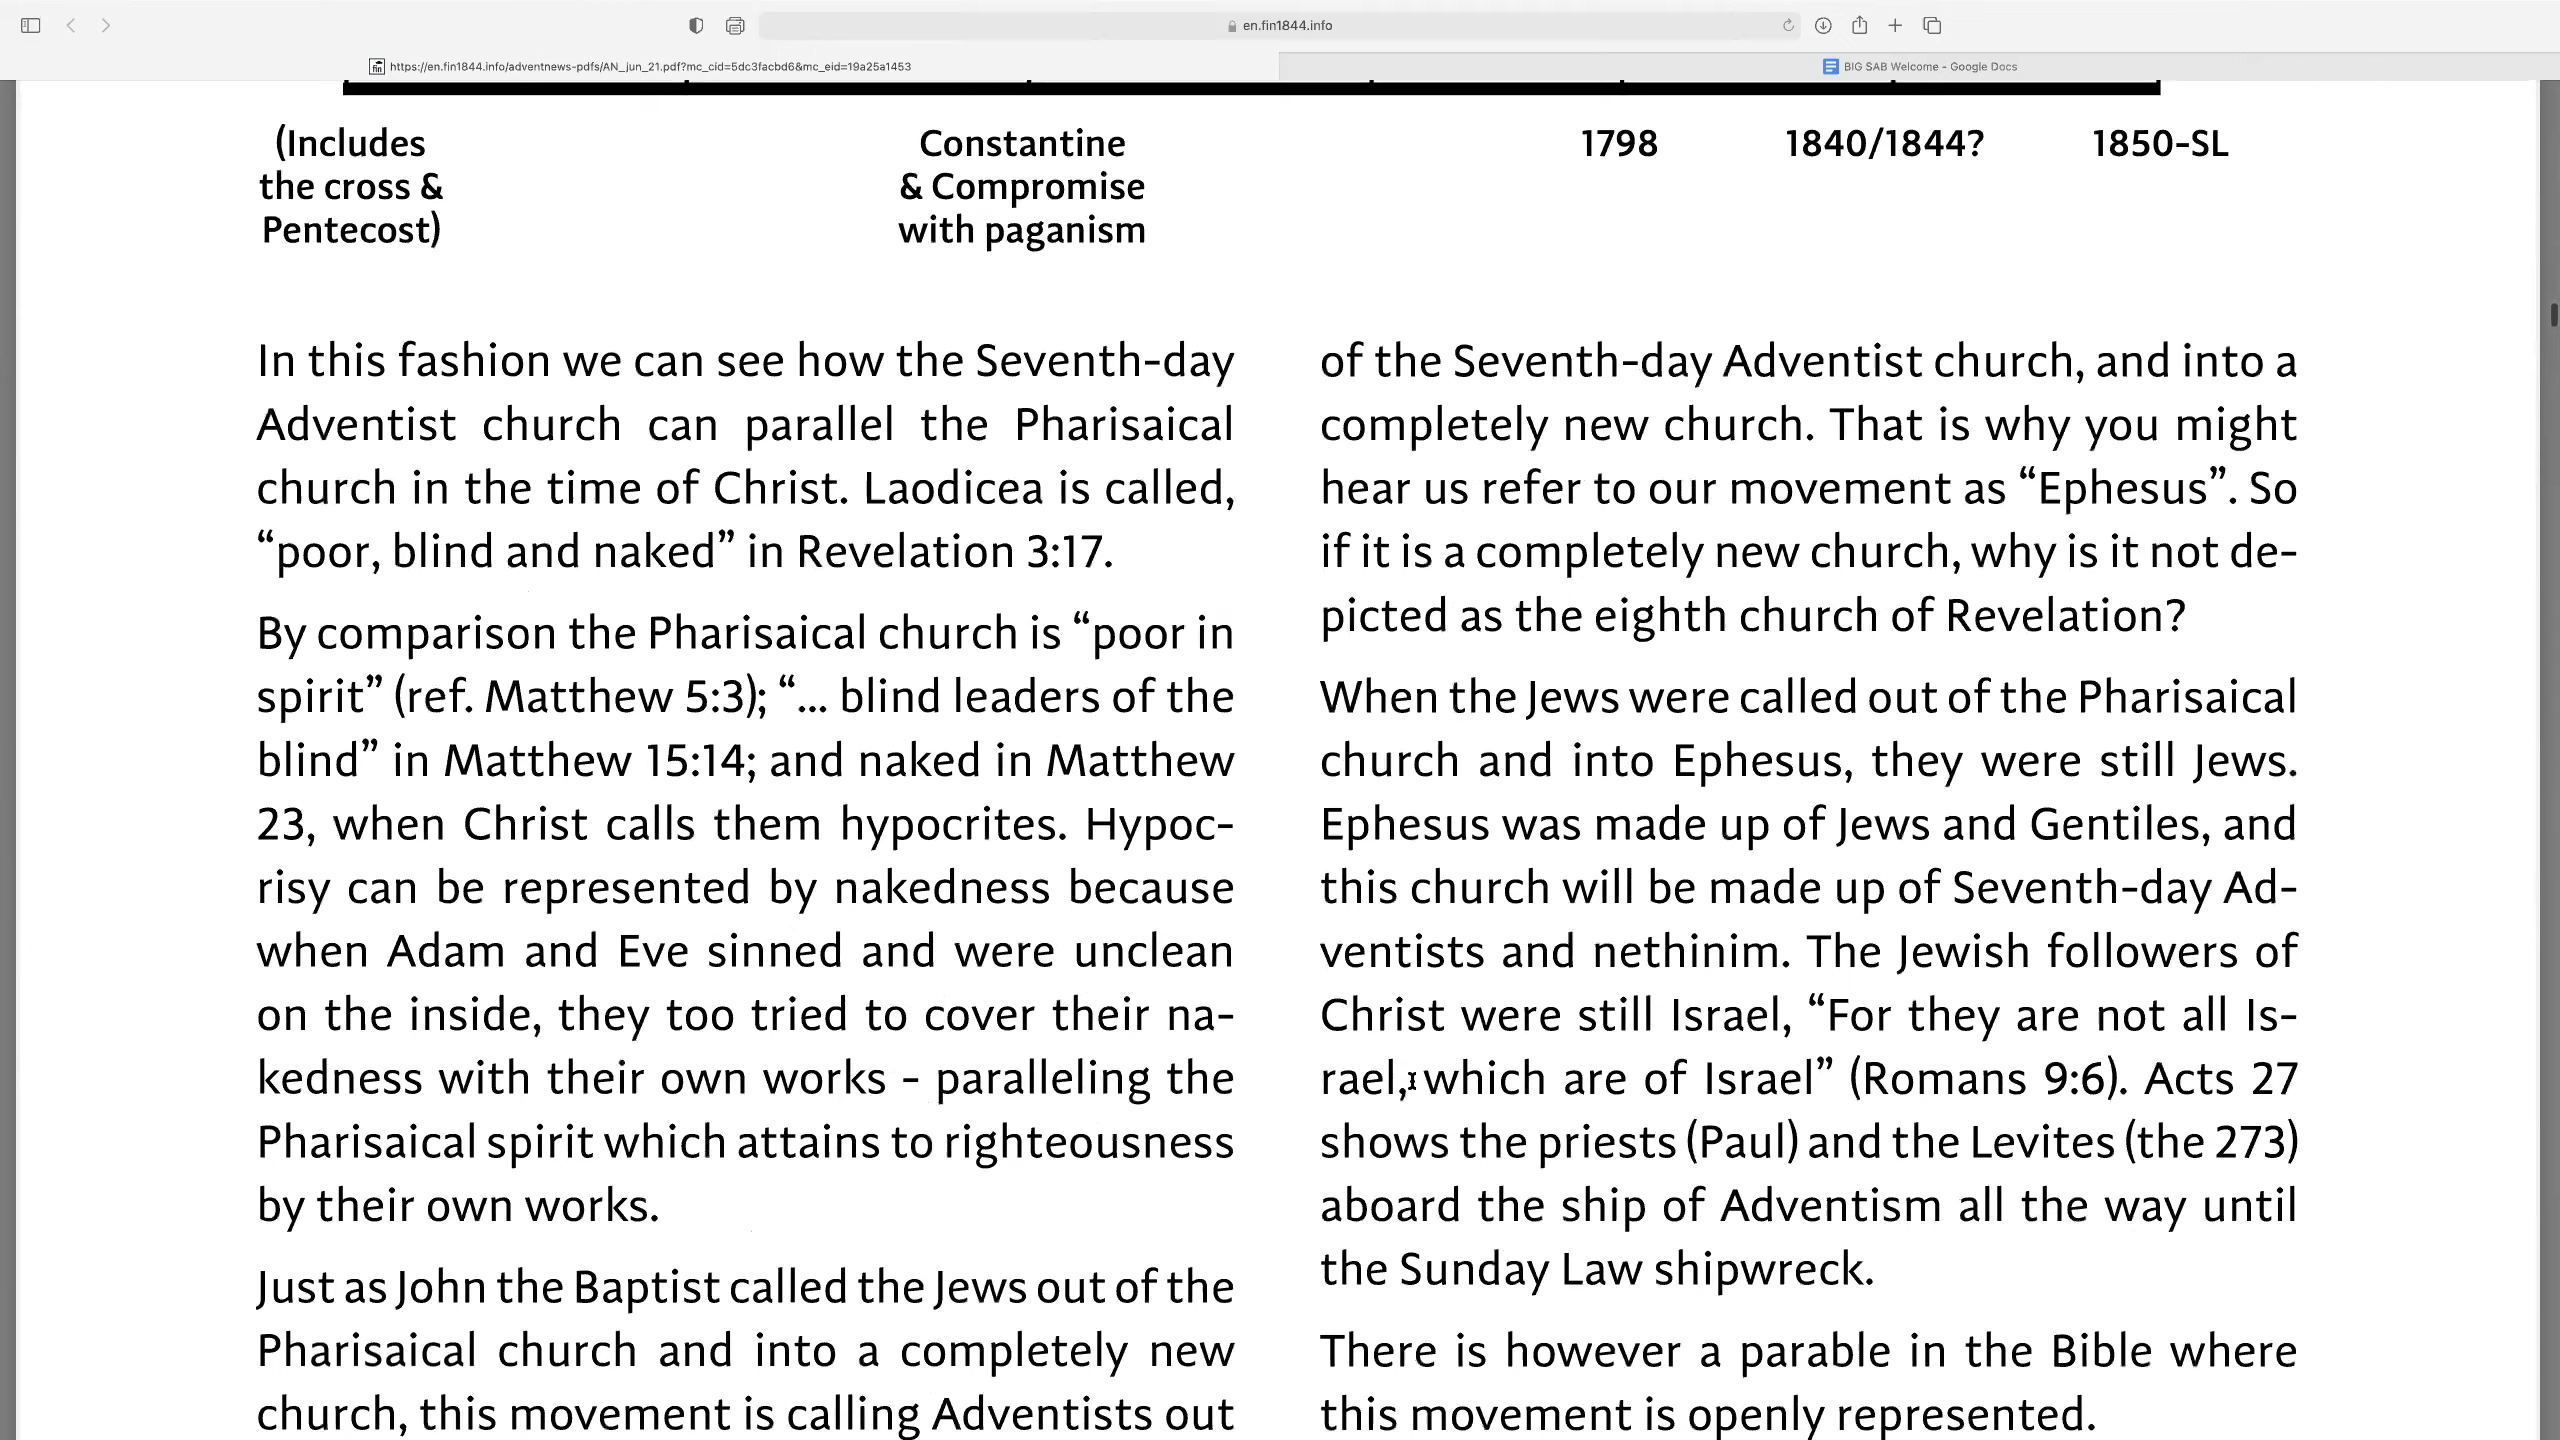 en.fin1844.info
https://en.fin1844.info/adventnews-pdfs/AN_jun_21.pdf?mc_cid=5dc3facbd6&mc_eid=19a25a1453
BIG SAB Welcome - Google Docs
(Includes
the cross &
Pentecost)
Constantine
& Compromise
with paganism
1798
1840/1844?
1850-SL
In this fashion we can see how the Seventh-day
Adventist church can parallel the Pharisaical
church in the time of Christ. Laodicea is called,
“poor, blind and naked” in Revelation 3:17.
By comparison the Pharisaical church is “poor in
spirit” (ref. Matthew 5:3); “... blind leaders of the
blind” in Matthew 15:14; and naked in Matthew
23, when Christ calls them hypocrites. Hypoc-
risy can be represented by nakedness because
when Adam and Eve sinned and were unclean
on the inside, they too tried to cover their na-
kedness with their own works - paralleling the
Pharisaical spirit which attains to righteousness
by their own works.
Just as John the Baptist called the Jews out of the
Pharisaical church and into a completely new
church, this movement is calling Adventists out
of the Seventh-day Adventist church, and into a
completely new church. That is why you might
hear us refer to our movement as “Ephesus”. So
if it is a completely new church, why is it not de-
picted as the eighth church of Revelation?
When the Jews were called out of the Pharisaical
church and into Ephesus, they were still Jews.
Ephesus was made up of Jews and Gentiles, and
this church will be made up of Seventh-day Ad-
ventists and nethinim. The Jewish followers of
Christ were still Israel, “For they are not all Is-
rael, which are of Israel” (Romans 9:6). Acts 27
shows the priests (Paul) and the Levites (the 273)
aboard the ship of Adventism all the way until
the Sunday Law shipwreck.
There is however a parable in the Bible where
this movement is openly represented.